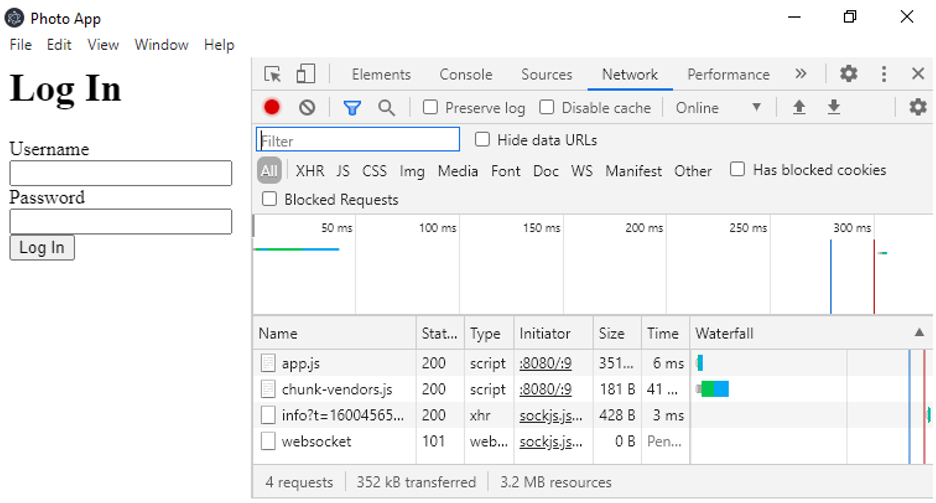 Photo App
File Edit View Window Help
Log In
Username
Password
Log In
Elements Console Sources Network Performance
Preserve log Disable cache Online
Filter Hide data URLs
All XHR JS CSS Img Media Font Doc WS Manifest Other Has blocked cookies
Blocked Requests
50 ms 100 ms 150 ms 200 ms 250 ms 300 ms
Name Stat... Type Initiator Size Time Waterfall
app.js 200 script :8080/:9 351... 6 ms
chunk-vendors.js 200 script :8080/:9 181 B 41 ...
info?t=16004565... 200 xhr sockjs.js... 428 B 3 ms
websocket 101 web... sockjs.js... 0 B Pen...
4 requests 352 kB transferred 3.2 MB resources